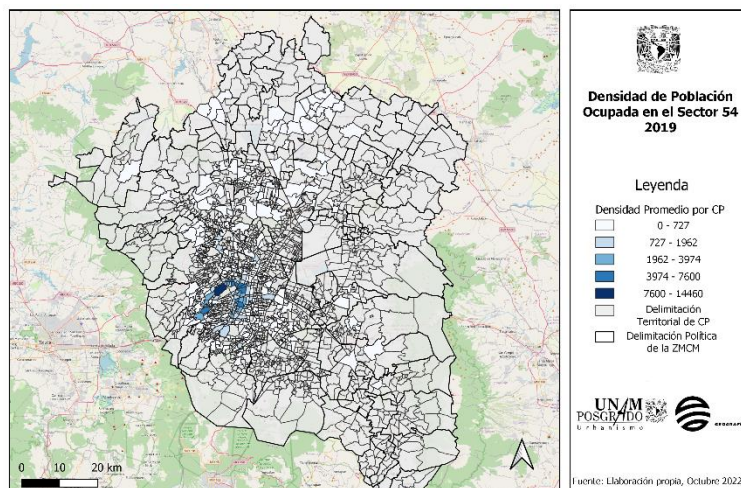 Densidad de Población
Ocupada en el Sector 54
2019
Leyenda
Densidad Promedio por CP
0 - 727
727 - 1962
1962 - 3974
3974 - 7600
7600 - 14460
Delimitación
Territorial de CP
Delimitación Política
de la ZMCM
UNAM
POSGRADO
Urbanismo
0 10 20 km
Fuente: Elaboración propia, Octubre 2022